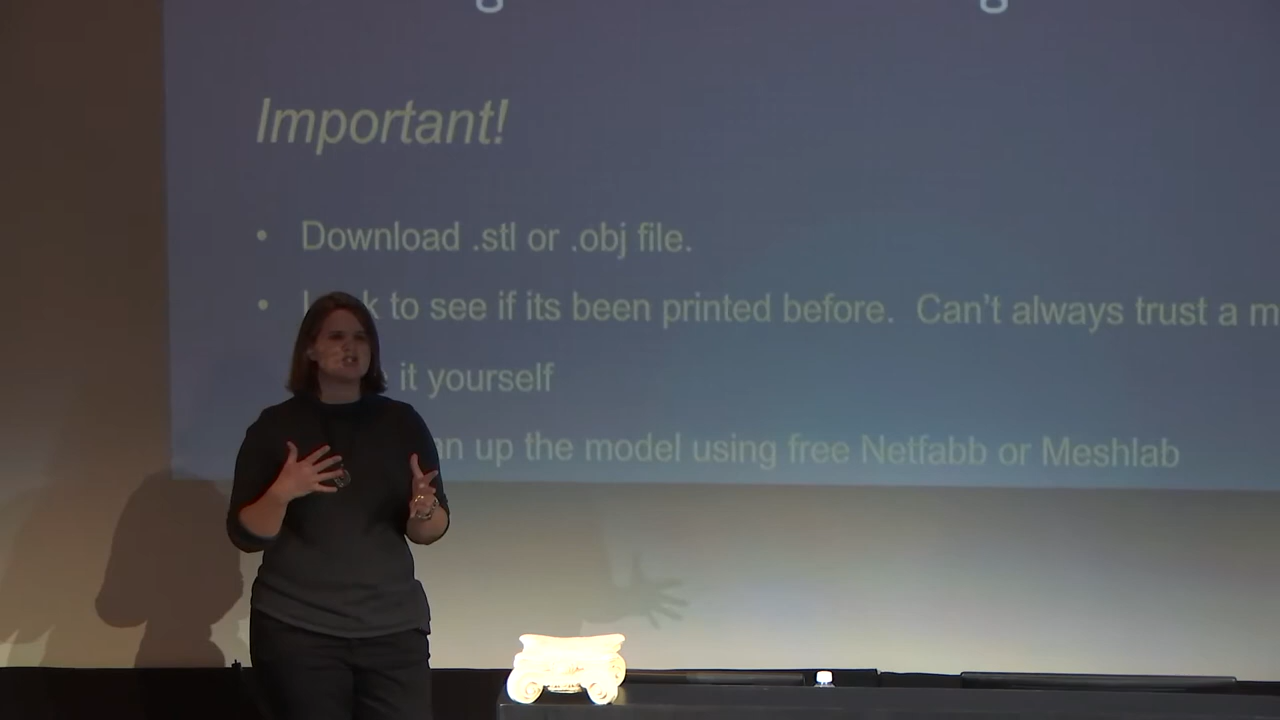 Important!
• Download .stl or .obj file.
• to see if its been printed before. Can't always trust a
it yourself
up the model using free Netfabb or Meshlab